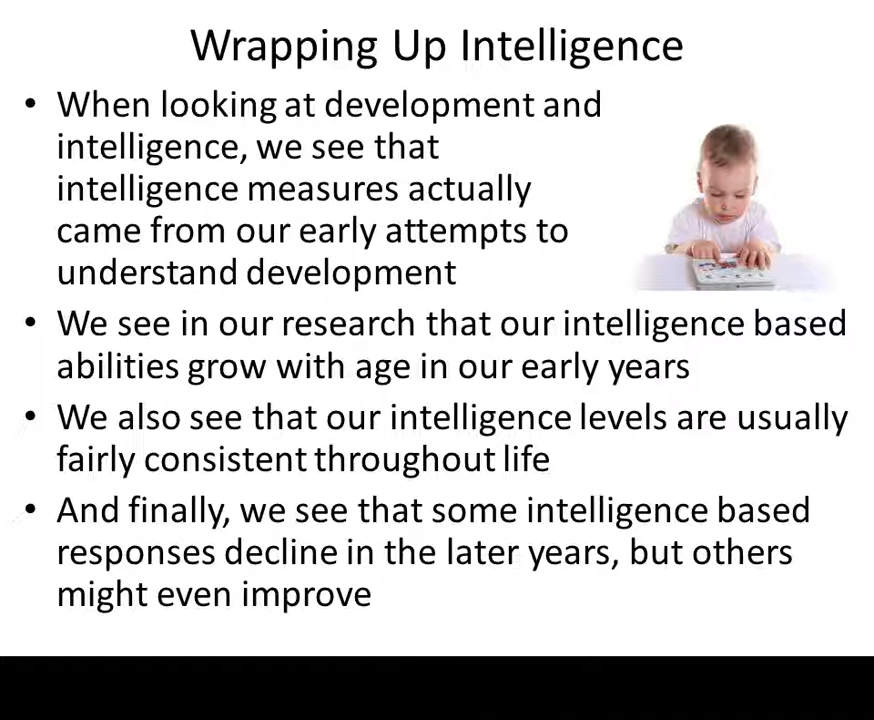 Wrapping Up Intelligence
• When looking at development and
intelligence, we see that
intelligence measures actually
came from our early attempts to
understand development
• We see in our research that our intelligence based
abilities grow with age in our early years
• We also see that our intelligence levels are usually
fairly consistent throughout life
• And finally, we see that some intelligence based
responses decline in the later years, but others
might even improve